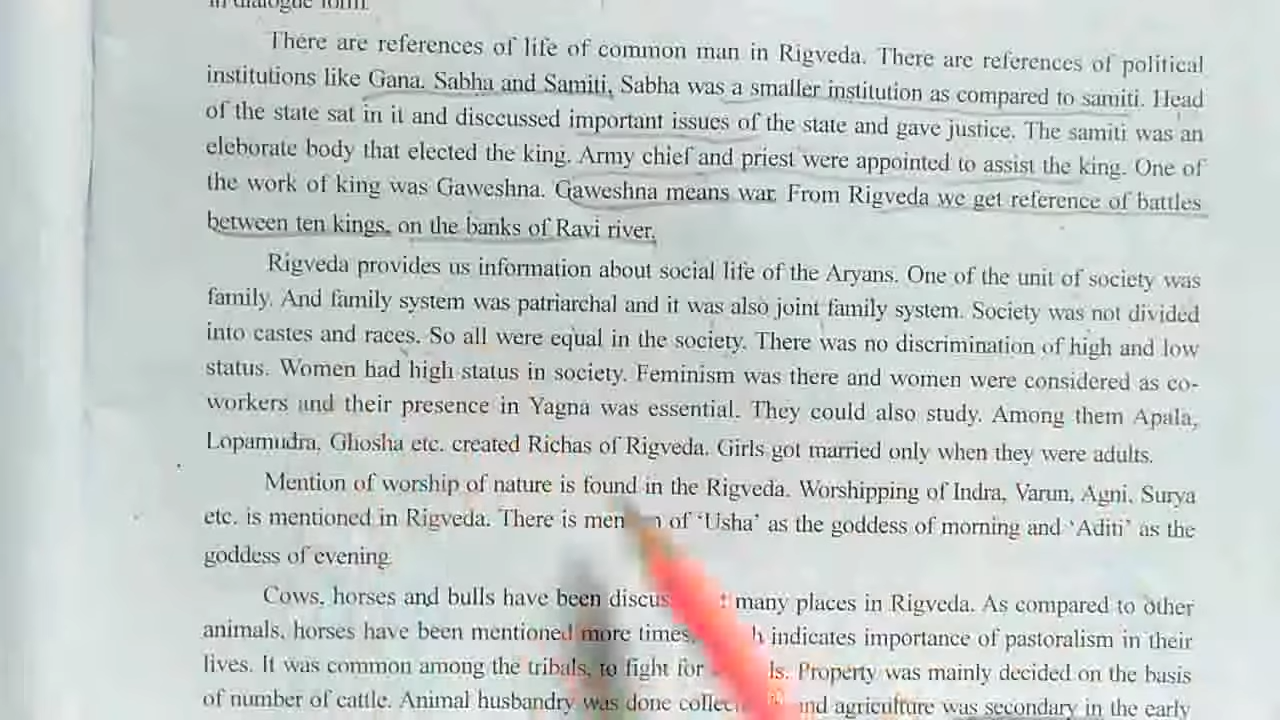 in dialogue form.
There are references of life of common man in Rigveda. There are references of political
institutions like Gana. Sabha and Samiti, Sabha was a smaller institution as compared to samiti. Head
of the state sat in it and disccussed important issues of the state and gave justice. The samiti was an
eleborate body that elected the king. Army chief and priest were appointed to assist the king. One of
the work of king was Gaweshna. Gaweshna means war. From Rigveda we get reference of battles
between ten kings, on the banks of Ravi river.
Rigveda provides us information about social life of the Aryans. One of the unit of society was
family. And family system was patriarchal and it was also joint family system. Society was not divided
into castes and races. So all were equal in the society. There was no discrimination of high and low
status. Women had high status in society. Feminism was there and women were considered as co-
workers and their presence in Yagna was essential. They could also study. Among them Apala,
Lopamudra, Ghosha etc. created Richas of Rigveda. Girls got married only when they were adults.
Mention of worship of nature is found in the Rigveda. Worshipping of Indra, Varun, Agni, Surya
etc. is mentioned in Rigveda. There is of 'Usha' as the goddess of morning and 'Aditi' as the
goddess of evening.
Cows, horses and bulls have been many places in Rigveda. As compared to other
animals, horses have been mentioned more times, indicates importance of pastoralism in their
lives. It was common among the tribals, to fight for Property was mainly decided on the basis
of number of cattle. Animal husbandry was done and agriculture was secondary in the early